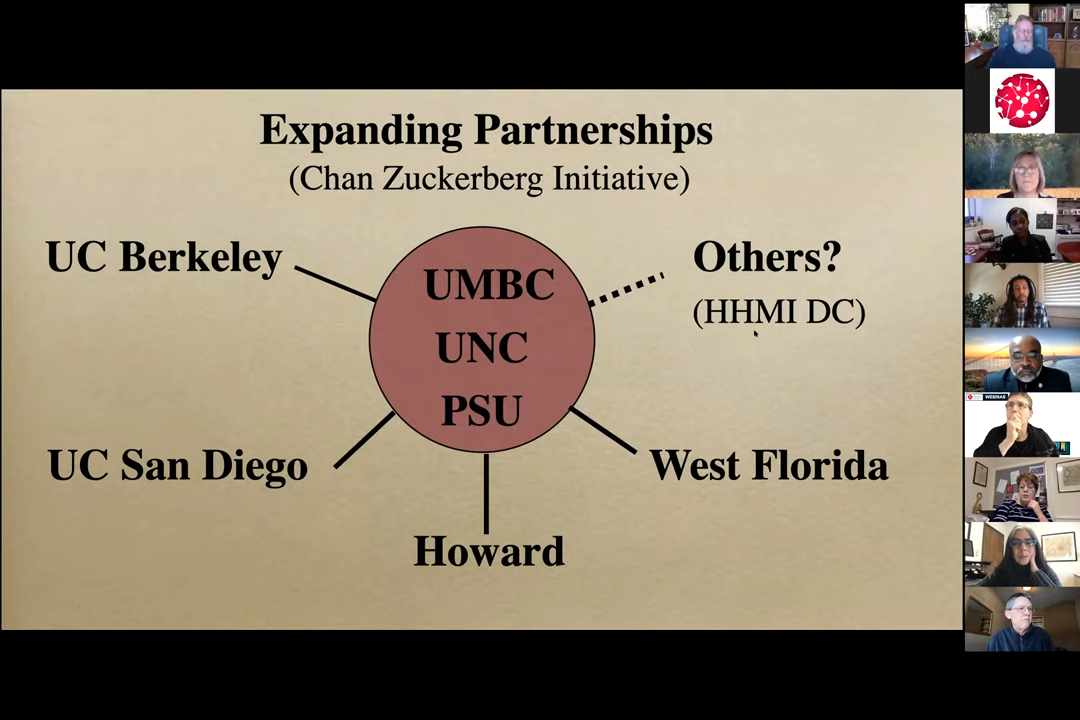 Expanding Partnerships
(Chan Zuckerberg Initiative)
UC Berkeley
UMBC
UNC
PSU
Others?
(HHMI DC)
UC San Diego
West Florida
Howard
WEBINAR